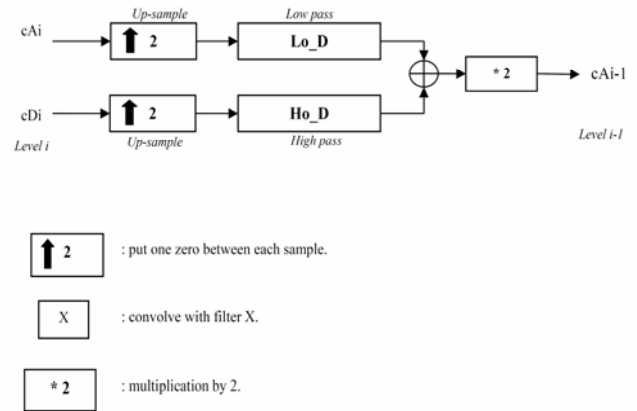 Up-sample
Low pass
cAi
2
Lo_D
* 2
cAi-1
cDi
2
Ho_D
Level i
Up-sample
High pass
Level i-1
2 : put one zero between each sample.
X : convolve with filter X.
* 2 : multiplication by 2.